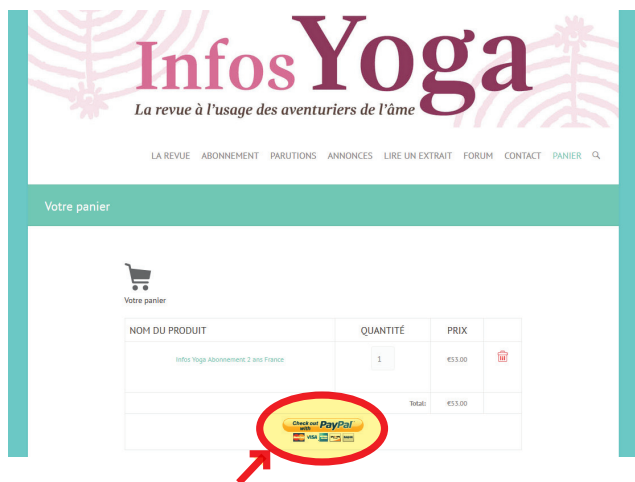 Infos Yoga
La revue à l'usage des aventuriers de l'âme
LA REVUE ABONNEMENT PARUTIONS ANNONCES LIRE UN EXTRAIT FORUM CONTACT PANIER
Votre panier
Votre panier
NOM DU PRODUIT QUANTITÉ PRIX
Infos Yoga Abonnement 2 ans France 1 €53.00
Total: €53.00
Check out with PayPal
VISA